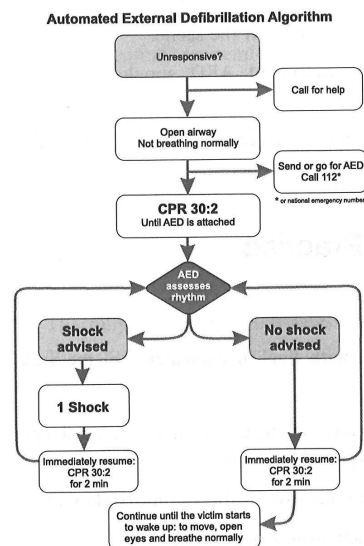 Automated External Defibrillation Algorithm
Unresponsive?
Call for help
Open airway
Not breathing normally
Send or go for AED
Call 112*
* or national emergency number
CPR 30:2
Until AED is attached
AED
assesses
rhythm
Shock
advised
No shock
advised
1 Shock
Immediately resume:
CPR 30:2
for 2 min
Immediately resume:
CPR 30:2
for 2 min
Continue until the victim starts
to wake up: to move, open
eyes and breathe normally